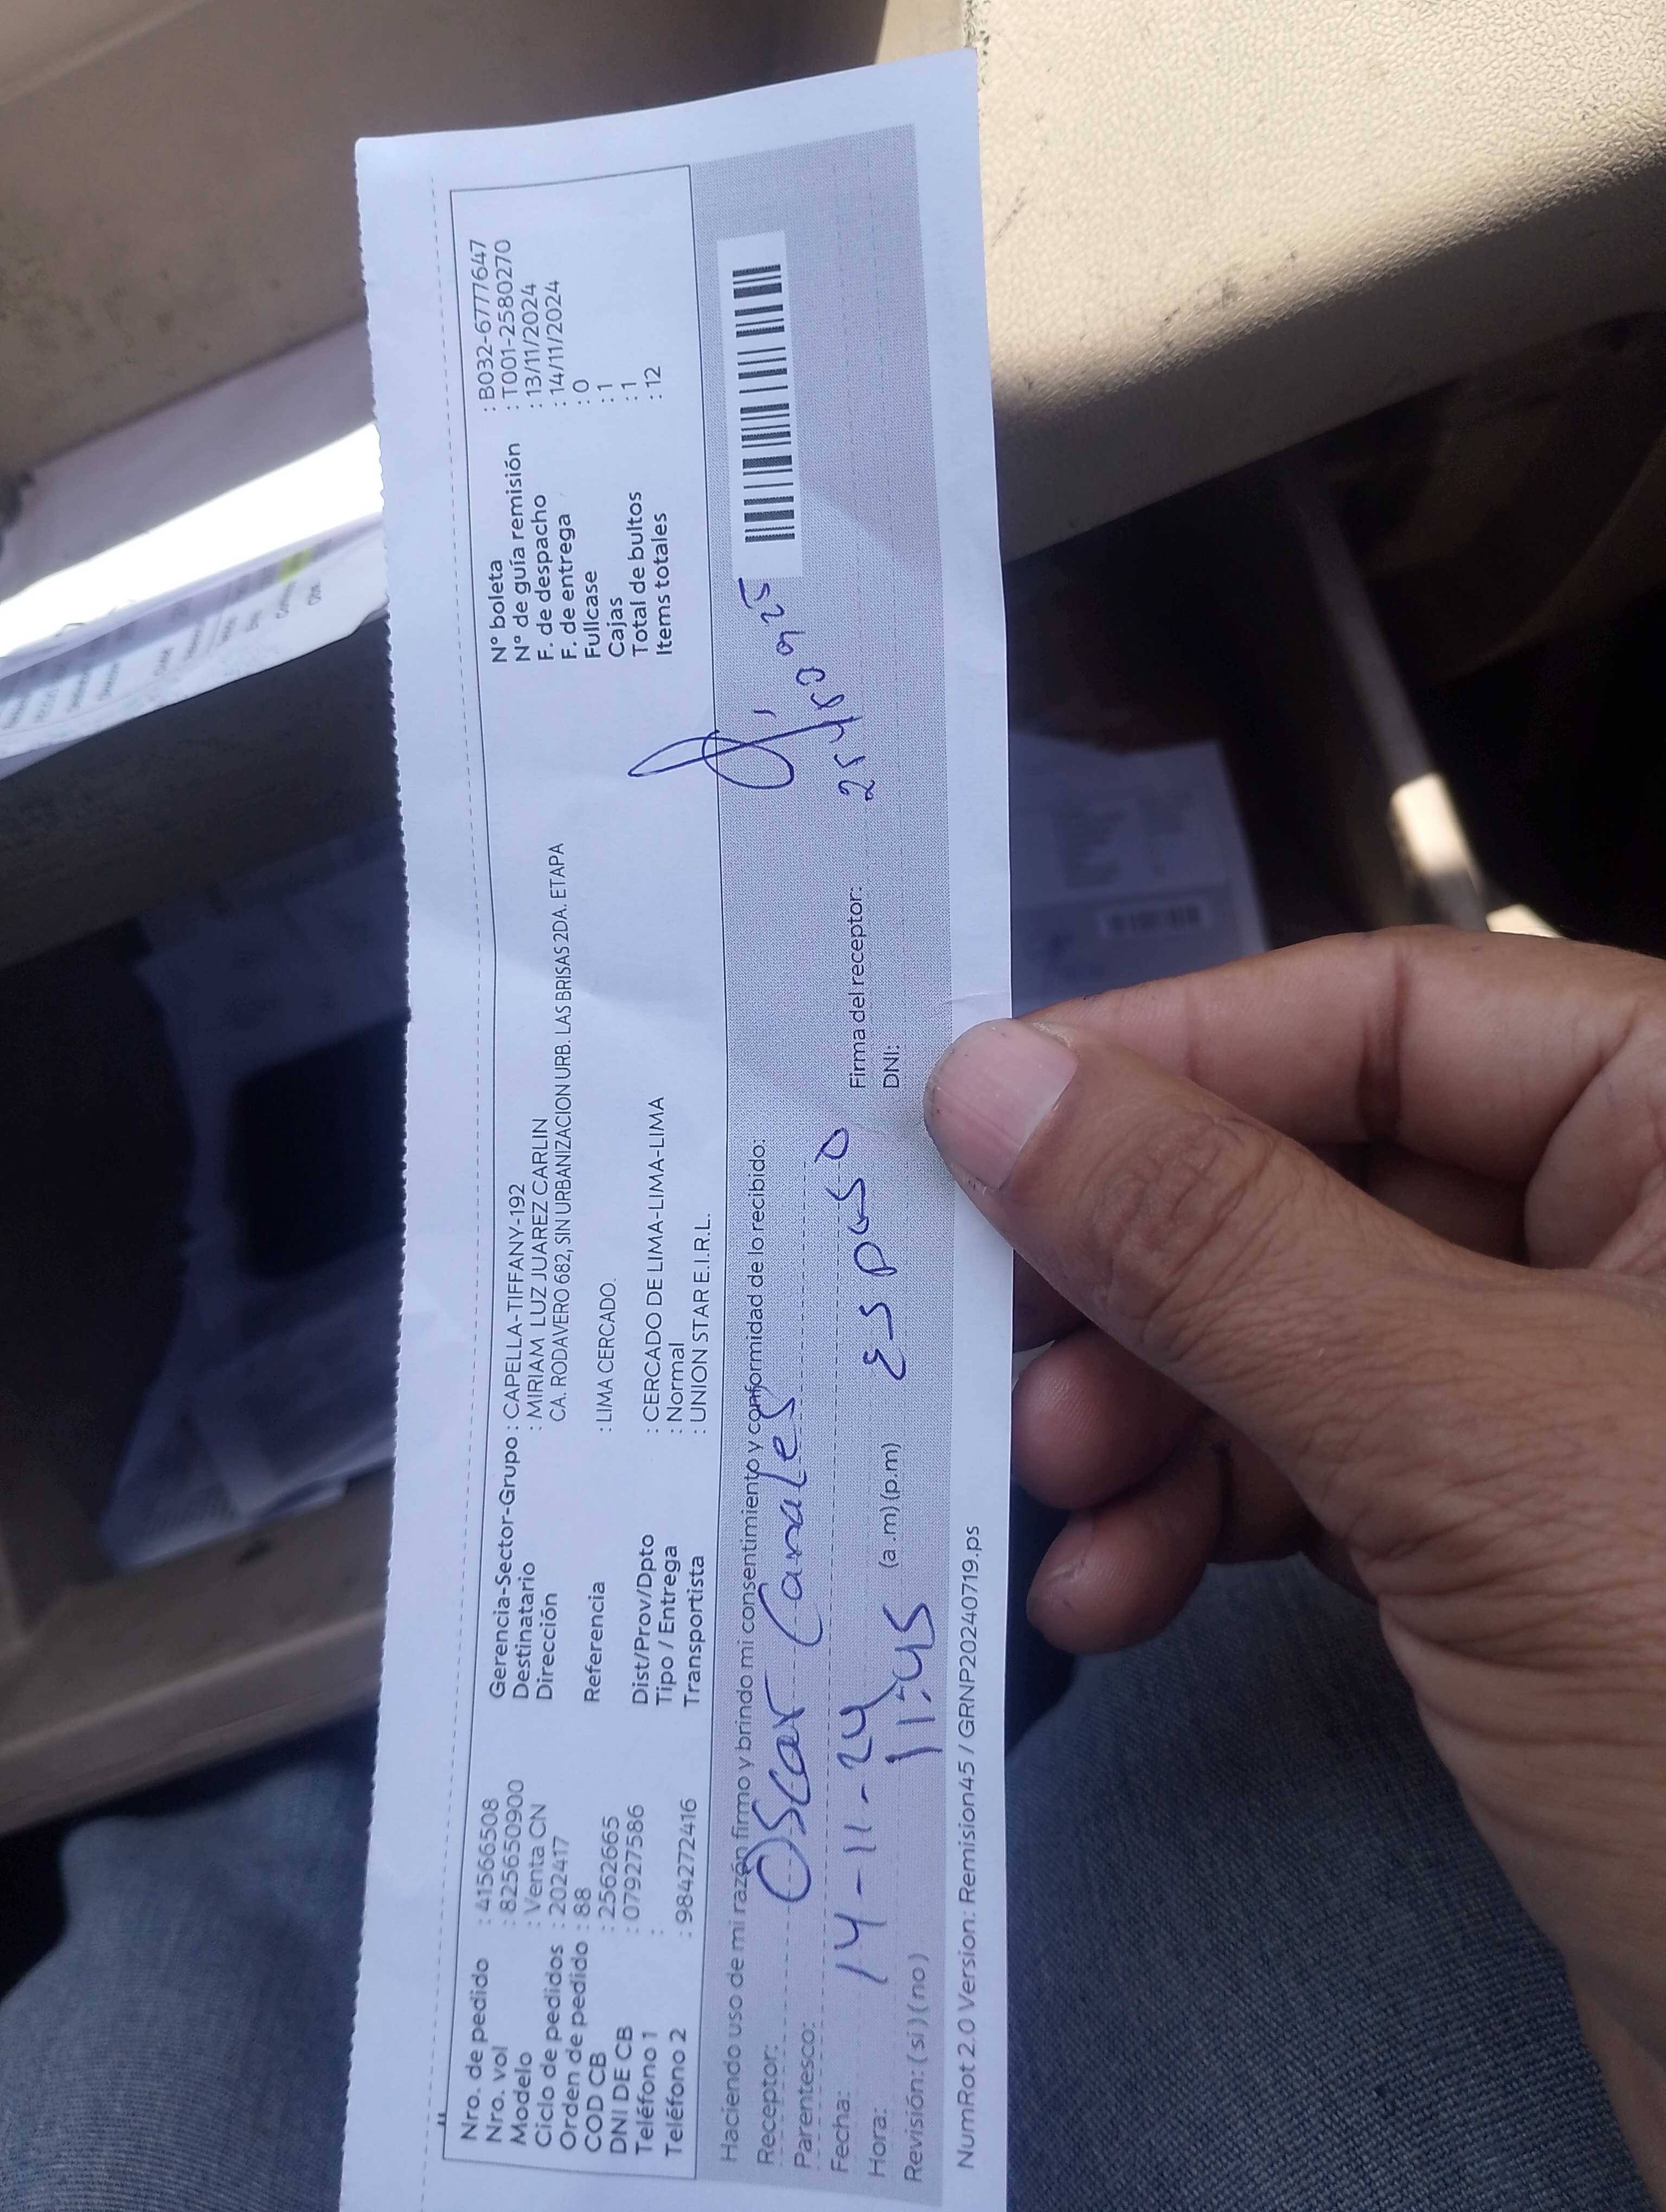 Nro. de pedido : 41566508
Nro. vol : 825650900
Modelo : Venta CN
Ciclo de pedidos : 202417
Orden de pedido : 88
COD CB : 2562665
DNI DE CB : 079275586
Teléfono 1 :
Teléfono 2 : 984272416
Gerencia-Sector-Grupo : CAPELLA-TIFFANY-192
Destinatario : MIRIAM LUZ JUAREZ CARLIN
Dirección CA. RODAVERO 682, SIN URBANIZACION URB. LAS BRISAS 2DA. ETAPA
Referencia : LIMA CERCADO.
Dist/Prov/Dpto : CERCADO DE LIMA-LIMA-LIMA
Tipo / Entrega : Normal
Transportista : UNION STAR E.I.R.L.
N° boleta : B032-6777647
N° de guía remisión : T001-2580270
F. de despacho : 13/11/2024
F. de entrega : 14/11/2024
Fullcase : 0
Cajas : 1
Total de bultos : 1
Items totales : 12
Haciendo uso de mi razón firmo y brindo mi consentimiento y conformidad de lo recibido:
Receptor: Oscar Canales
Parentesco: Esposo
Fecha: 14-11-24
Hora: 11:45 (a.m) (p.m)
Revisión: ( si ) ( no )
Firma del receptor:
DNI:
NumRot 2.0 Version: Remision45 / GRNP20240719.ps